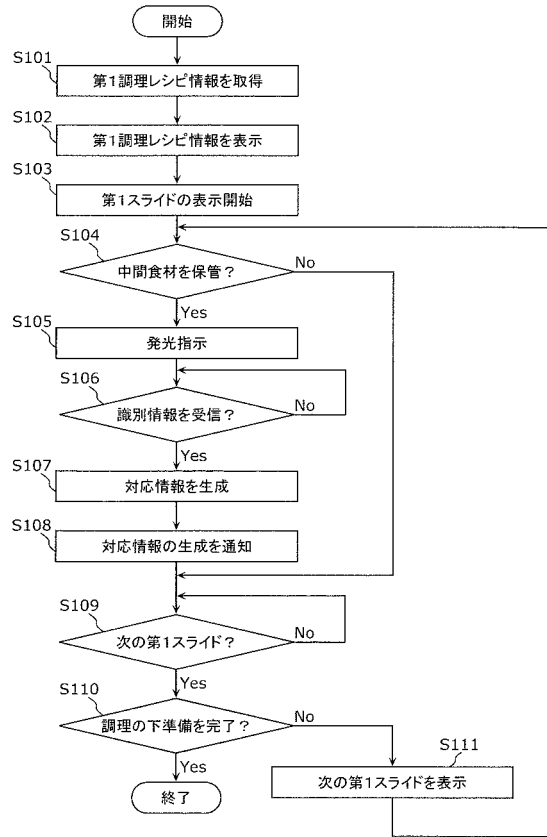 開始
S101
第1調理レシピ情報を取得
S102
第1調理レシピ情報を表示
S103
第1スライドの表示開始
S104
中間食材を保管?
No
Yes
S105
発光指示
S106
識別情報を受信?
No
Yes
S107
対応情報を生成
S108
対応情報の生成を通知
S109
次の第1スライド?
No
Yes
S110
調理の下準備を完了?
No
Yes
S111
次の第1スライドを表示
終了